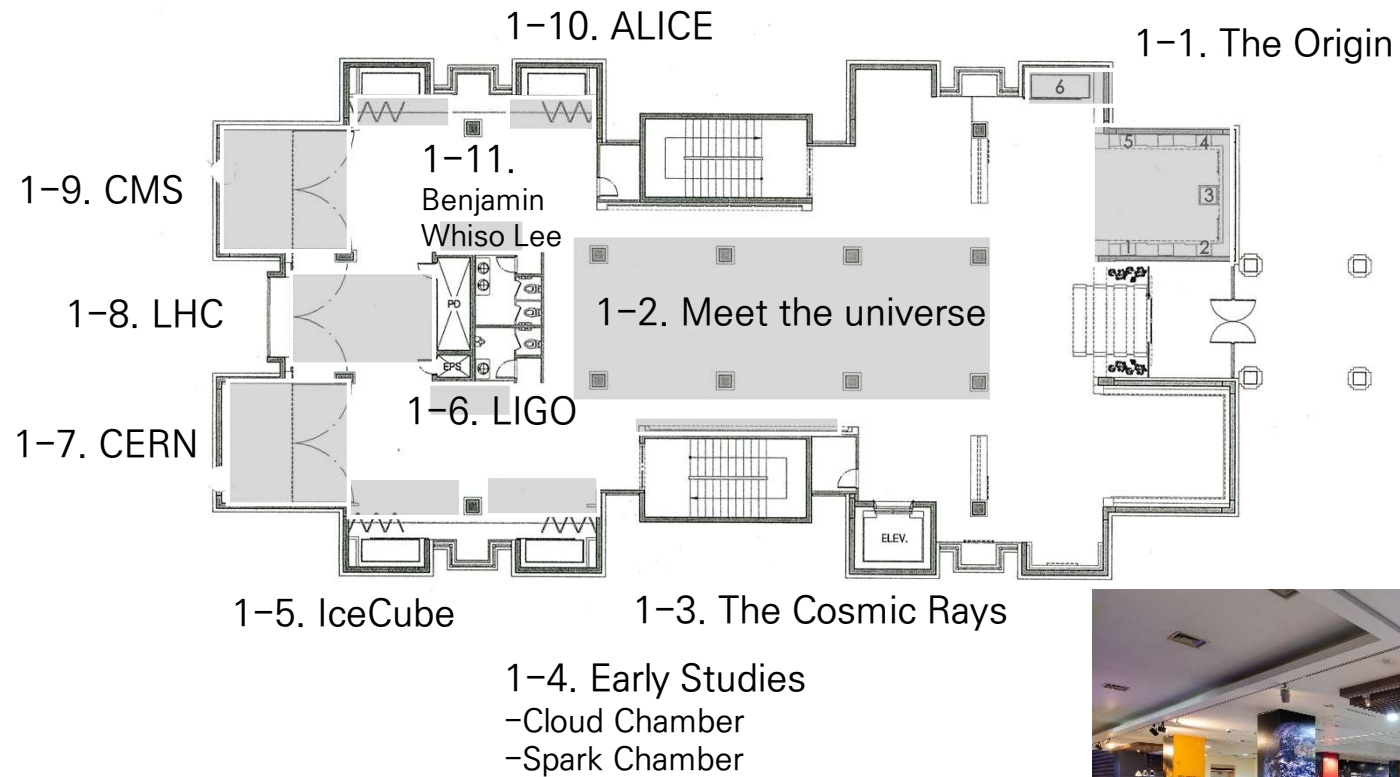 1-10. ALICE
1-1. The Origin
6
5
4
3
1
2
1-9. CMS
1-11.
Benjamin
Whiso Lee
1-8. LHC
PD
EPS
1-2. Meet the universe
1-6. LIGO
1-7. CERN
ELEV.
1-5. IceCube
1-3. The Cosmic Rays
1-4. Early Studies
-Cloud Chamber
-Spark Chamber